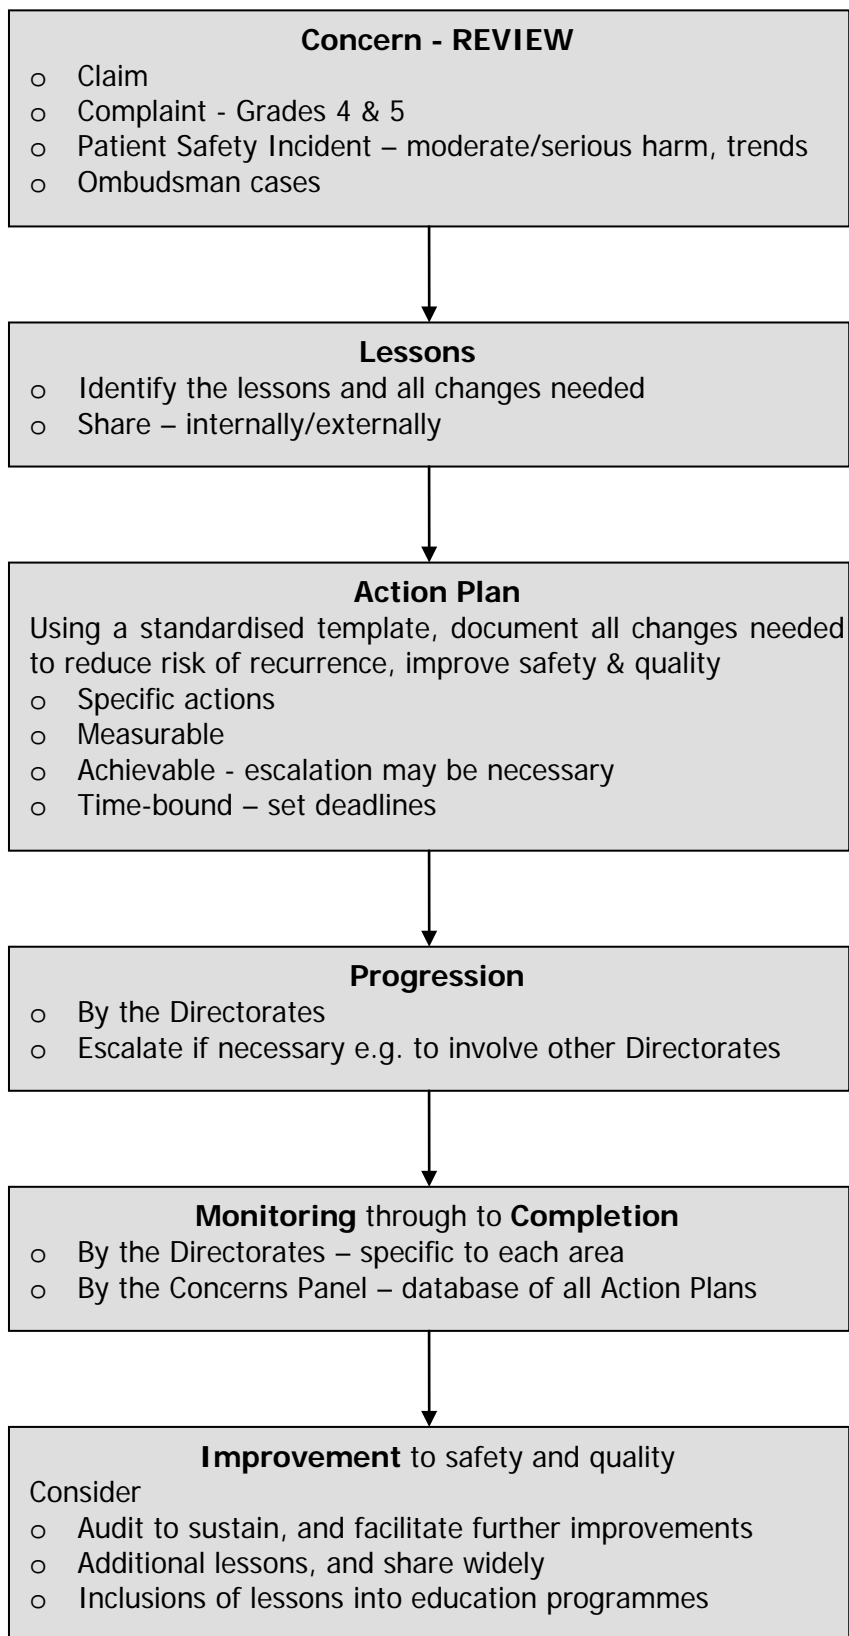 Concern - REVIEW
o Claim
o Complaint - Grades 4 & 5
o Patient Safety Incident – moderate/serious harm, trends
o Ombudsman cases
Lessons
o Identify the lessons and all changes needed
o Share – internally/externally
Action Plan
Using a standardised template, document all changes needed
to reduce risk of recurrence, improve safety & quality
o Specific actions
o Measurable
o Achievable - escalation may be necessary
o Time-bound – set deadlines
Progression
o By the Directorates
o Escalate if necessary e.g. to involve other Directorates
Monitoring through to Completion
o By the Directorates – specific to each area
o By the Concerns Panel – database of all Action Plans
Improvement to safety and quality
Consider
o Audit to sustain, and facilitate further improvements
o Additional lessons, and share widely
o Inclusions of lessons into education programmes